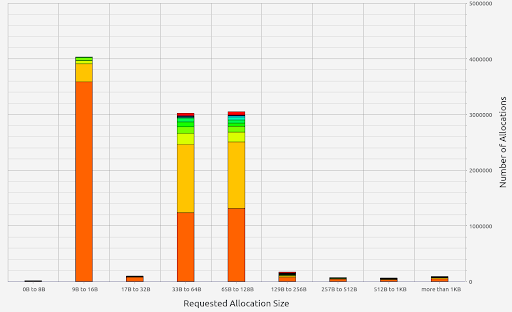 5000000
4000000
3000000
2000000
1000000
0
Number of Allocations
0B to 8B
9B to 16B
17B to 32B
33B to 64B
65B to 128B
129B to 256B
257B to 512B
512B to 1KB
more than 1KB
Requested Allocation Size